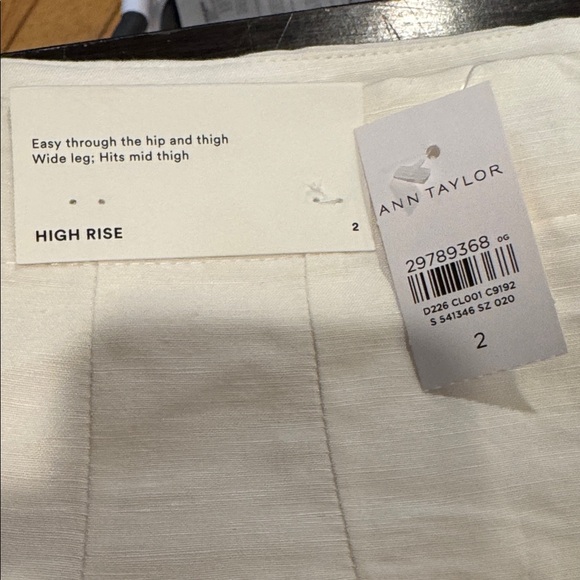 Easy through the hip and thigh
Wide leg; Hits mid thigh
HIGH RISE 2
ANN TAYLOR
29789368 OG
D226 CL001 C9192
S 541346 SZ 020
2